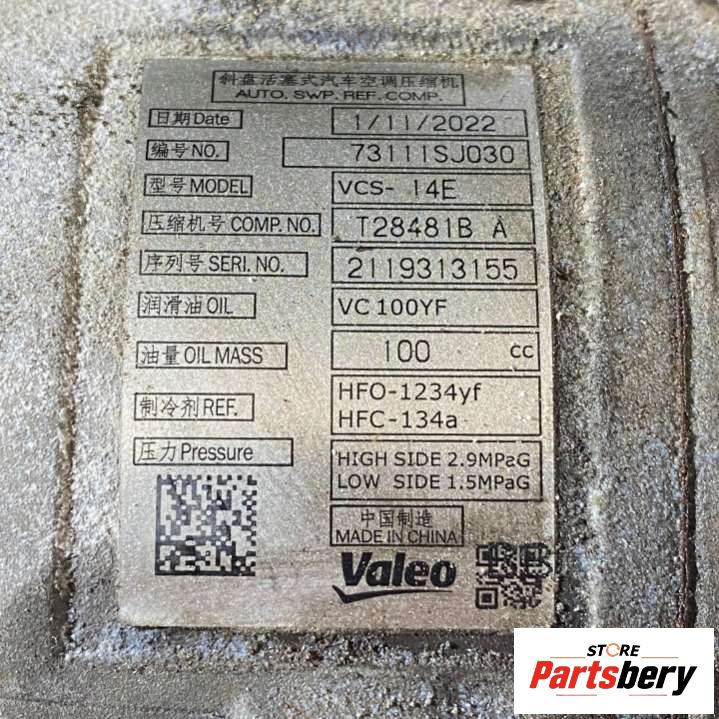 斜盘活塞式汽车空调压缩机
AUTO. SWP. REF. COMP.
日期Date 1/11/2022
编号NO. 73111SJ030
型号MODEL VCS- 14E
压缩机号COMP.NO. T28481B A
序列号SERI. NO. 2119313155
润滑油OIL VC100YF
油量OIL MASS 100 cc
制冷剂REF. HFO-1234yf
HFC-134a
压力Pressure HIGH SIDE 2.9MPaG
LOW SIDE 1.5MPaG
中国制造
MADE IN CHINA
Valeo
STORE
Partsbery